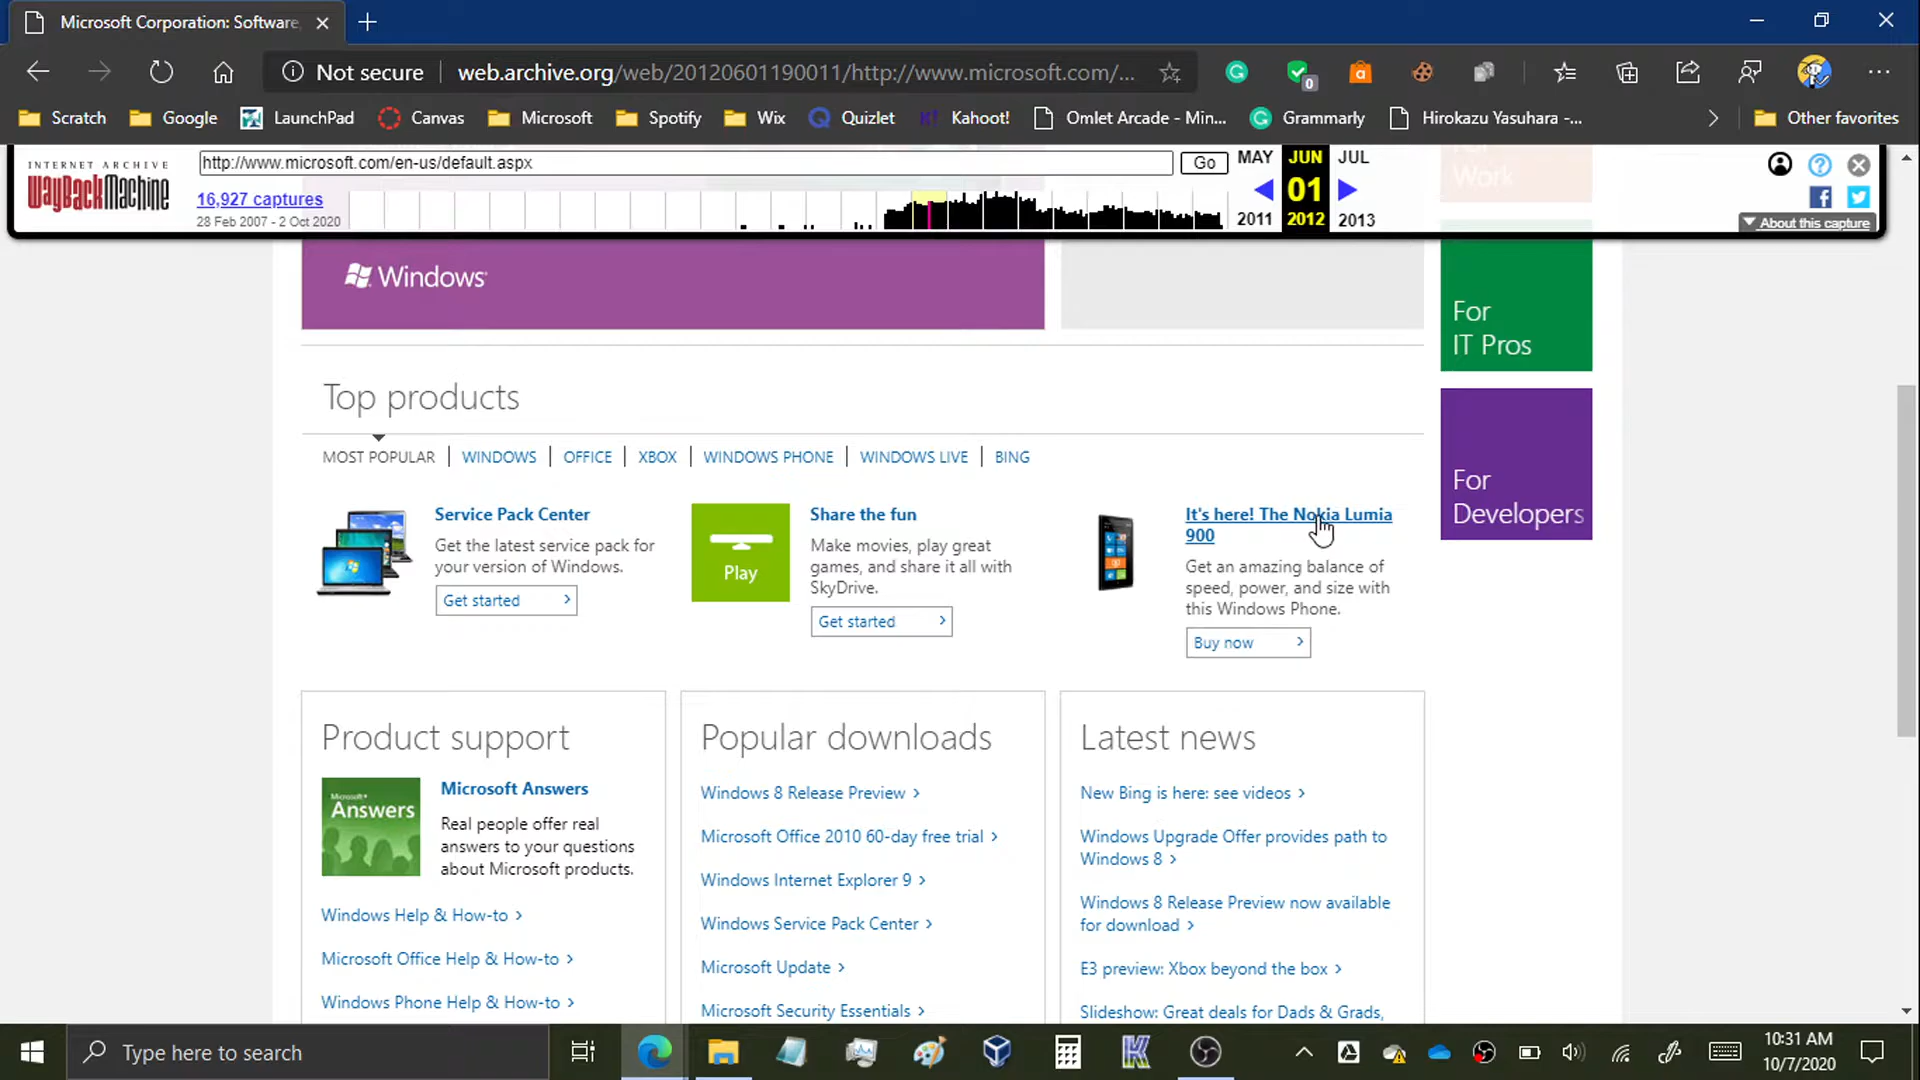 Microsoft Corporation: Software,
Not secure
web.archive.org/web/20120601190011/http://www.microsoft.com/...
0
Scratch
Google
LaunchPad
Canvas
Microsoft
Spotify
Wix
Quizlet
Kahoot!
Omlet Arcade - Min...
Grammarly
Hirokazu Yasuhara -...
Other favorites
INTERNET ARCHIVE
WayBackMachine
http://www.microsoft.com/en-us/default.aspx
Go
16,927 captures
28 Feb 2007 - 2 Oct 2020
MAY JUN JUL
01
2011 2012 2013
About this capture
Work
Windows
For
IT Pros
For
Developers
Top products
MOST POPULAR | WINDOWS | OFFICE | XBOX | WINDOWS PHONE | WINDOWS LIVE | BING
Service Pack Center
Get the latest service pack for
your version of Windows.
Get started
Play
Share the fun
Make movies, play great
games, and share it all with
SkyDrive.
Get started
It's here! The Nokia Lumia
900
Get an amazing balance of
speed, power, and size with
this Windows Phone.
Buy now
Product support
Microsoft
Answers
Microsoft Answers
Real people offer real
answers to your questions
about Microsoft products.
Windows Help & How-to
Microsoft Office Help & How-to
Windows Phone Help & How-to
Popular downloads
Windows 8 Release Preview
Microsoft Office 2010 60-day free trial
Windows Internet Explorer 9
Windows Service Pack Center
Microsoft Update
Microsoft Security Essentials
Latest news
New Bing is here: see videos
Windows Upgrade Offer provides path to
Windows 8
Windows 8 Release Preview now available
for download
E3 preview: Xbox beyond the box
Slideshow: Great deals for Dads & Grads,
Type here to search
10:31 AM
10/7/2020